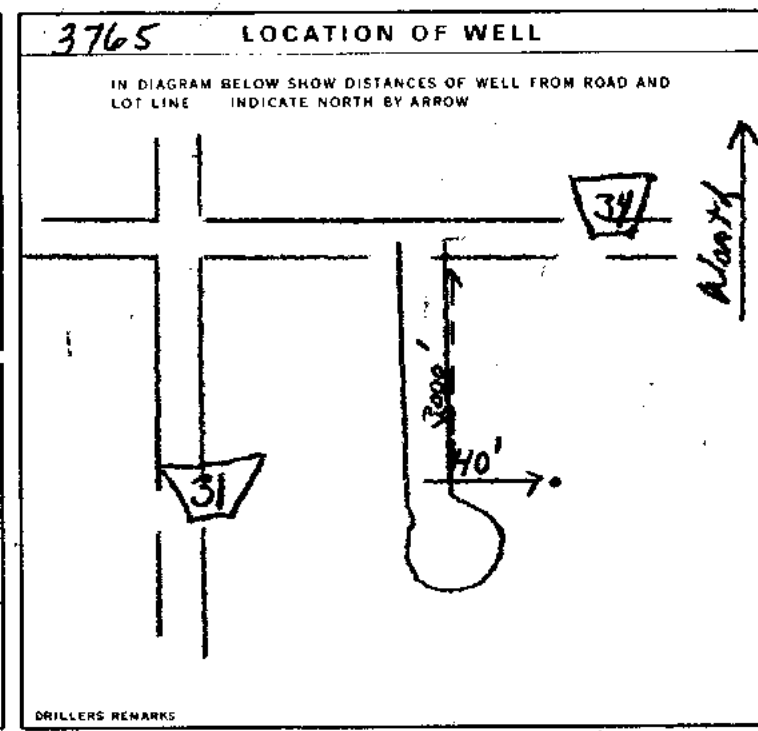 3765 LOCATION OF WELL
IN DIAGRAM BELOW SHOW DISTANCES OF WELL FROM ROAD AND
LOT LINE INDICATE NORTH BY ARROW
34
North
3000'
40'
31
DRILLERS REMARKS